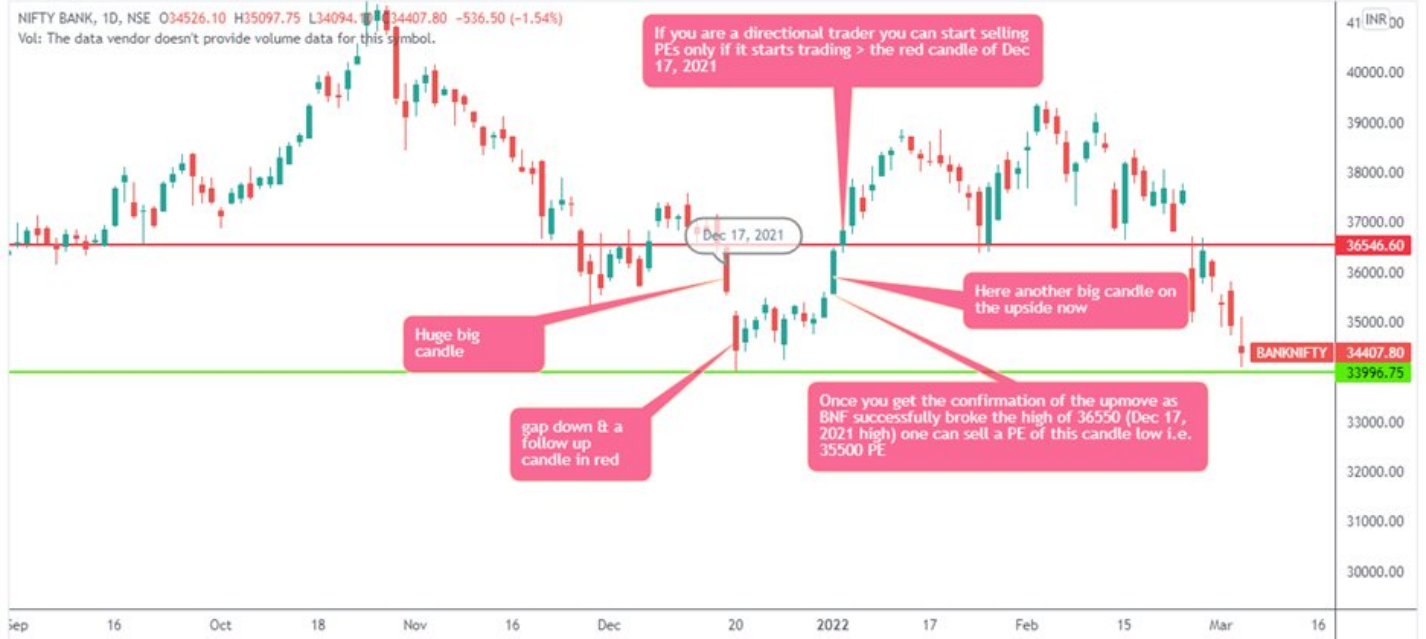 NIFTY BANK, 1D, NSE O34526.10 H35097.75 L34094.10 34407.80 -536.50 (-1.54%)
Vol: The data vendor doesn't provide volume data for this symbol.
If you are a directional trader you can start selling
PEs only if it starts trading > the red candle of Dec
17, 2021
INR
40000.00
39000.00
38000.00
37000.00
Dec 17, 2021
36546.60
36000.00
Here another big candle on
the upside now
Huge big
candle
35000.00
BANKNIFTY 34407.80
33996.75
Once you get the confirmation of the upmove as
BNF successfully broke the high of 36550 (Dec 17,
2021 high) one can sell a PE of this candle low i.e.
35500 PE
gap down & a
follow up
candle in red
33000.00
32000.00
31000.00
30000.00
Sep 16 Oct 18 Nov 16 Dec 20 2022 17 Feb 15 Mar 16